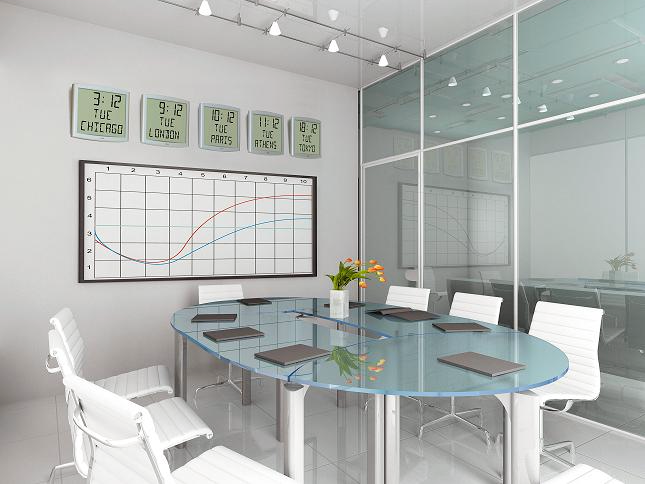 3:12
TUE
CHICAGO
9:12
TUE
LONDON
10:12
TUE
PARIS
11:12
TUE
ATHENS
18:12
TUE
TOKYO
1 2 3 4 5 6 7 8 9 10
6
5
4
3
2
1